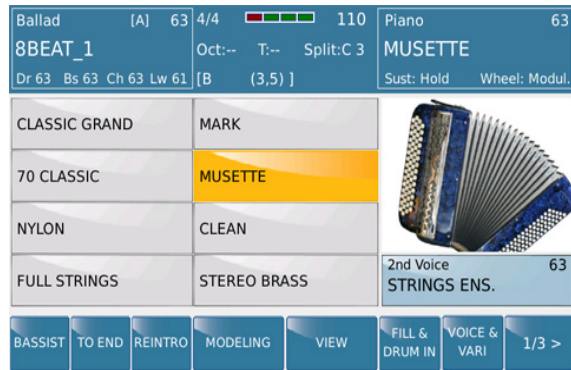 Ballad [A] 63
8BEAT_1
Dr 63 Bs 63 Ch 63 Lw 61
4/4 110
Oct:-- T:-- Split:C 3
[B (3,5) ]
Piano 63
MUSETTE
Sust: Hold Wheel: Modul.
CLASSIC GRAND
MARK
70 CLASSIC
MUSETTE
NYLON
CLEAN
FULL STRINGS
STEREO BRASS
2nd Voice 63
STRINGS ENS.
BASSIST
TO END
REINTRO
MODELING
VIEW
FILL &
DRUM IN
VOICE &
VARI
1/3 >